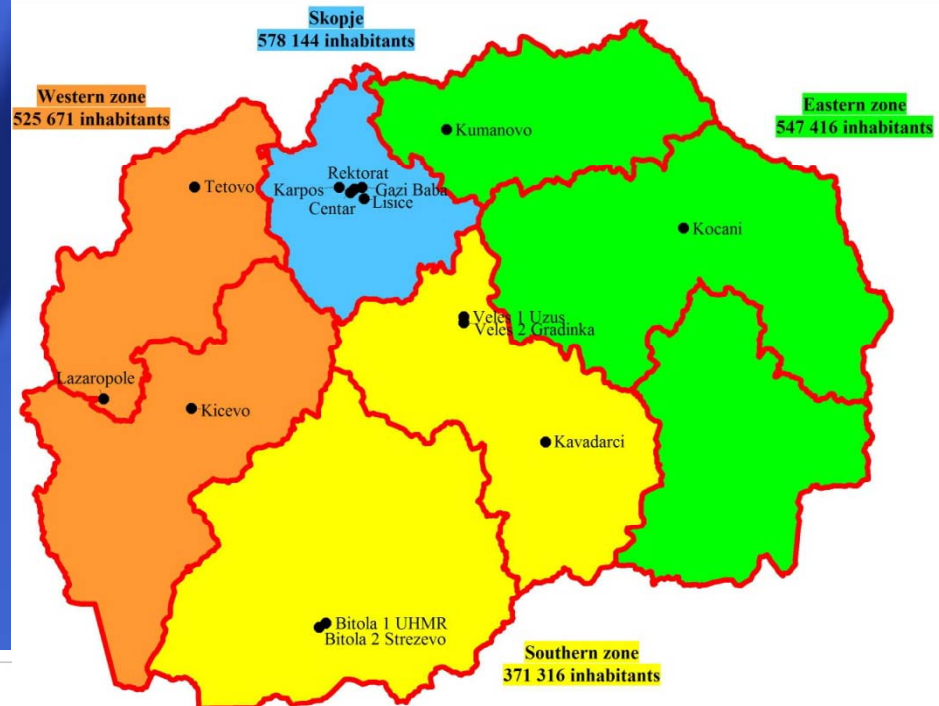 Skopje
578 144 inhabitants
Western zone
525 671 inhabitants
Eastern zone
547 416 inhabitants
Kumanovo
Tetovo
Rektorat
Karpos
Gazi Baba
Centar
Lisice
Kocani
Veles 1 Uzus
Veles 2 Gradinka
Lazaropole
Kicevo
Kavadarci
Bitola 1 UHMR
Bitola 2 Strezevo
Southern zone
371 316 inhabitants